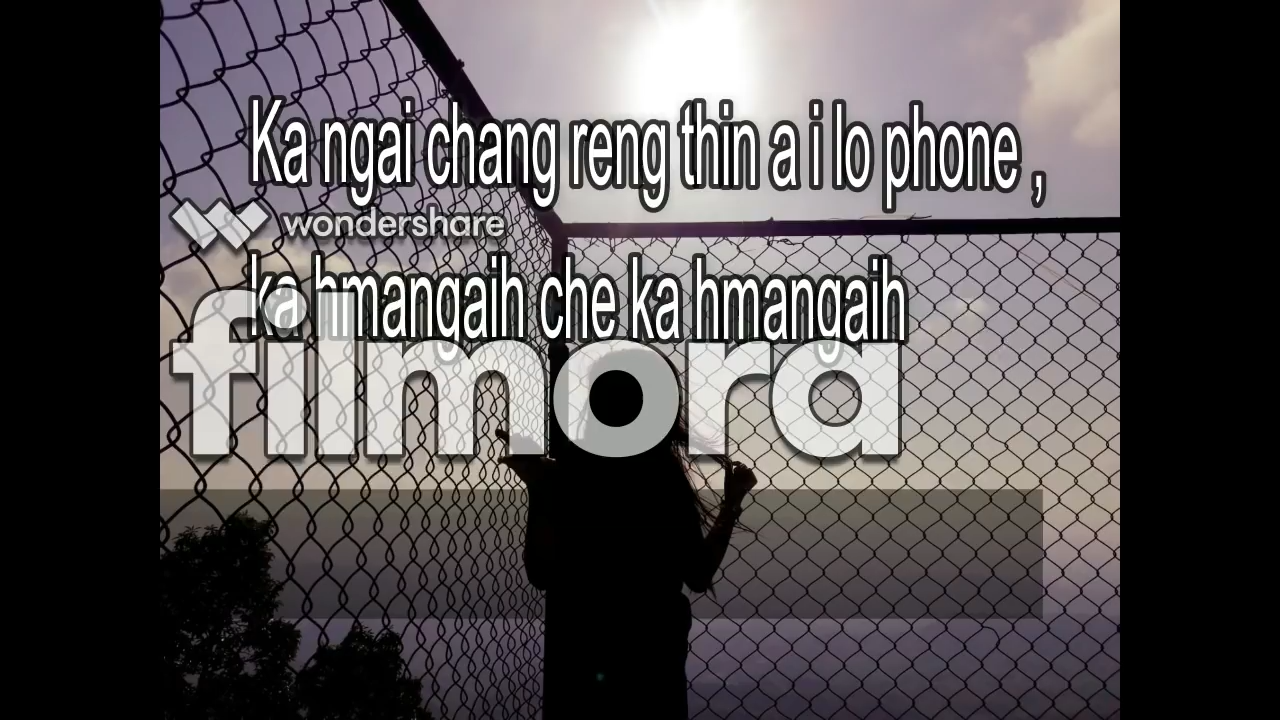 Ka ngai chang reng thin a i lo phone ,
wondershare
ka hmangaih che ka hmangaih
filmora